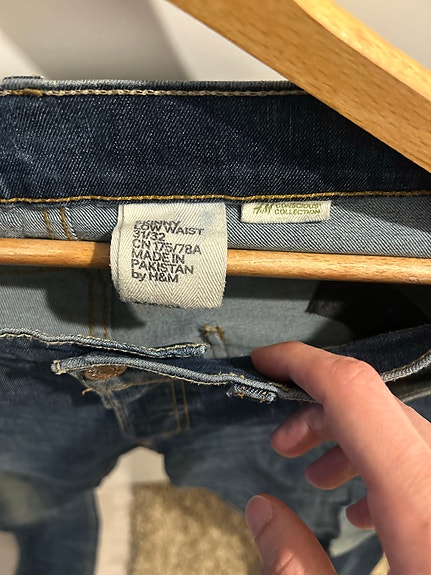 SKINNY
LOW WAIST
31/32
CN 175/78A
MADE IN
PAKISTAN
by H&M
H&M CONSCIOUS
COLLECTION